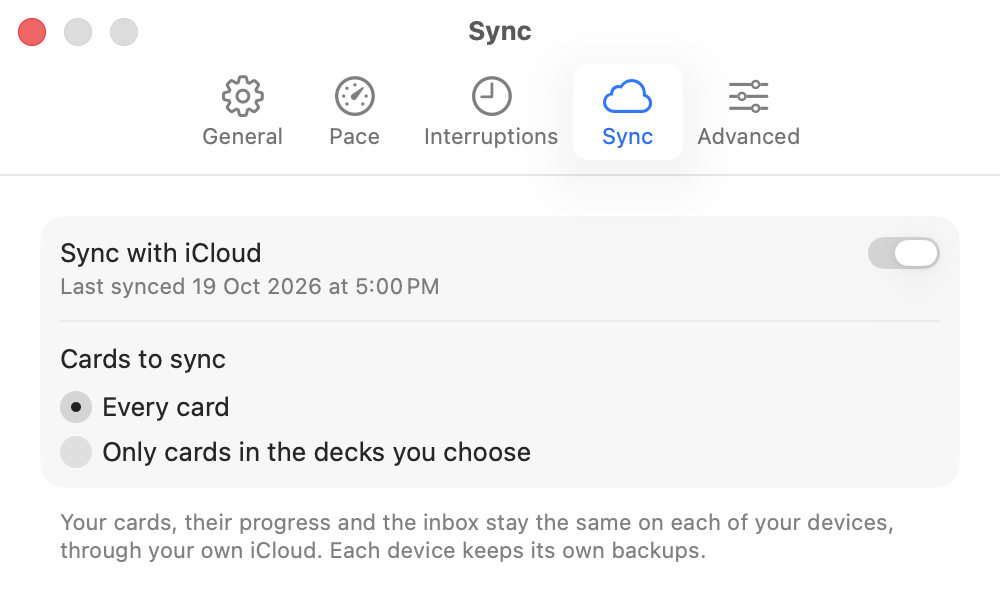 Sync
General
Pace
Interruptions
Sync
Advanced
Sync with iCloud
Last synced 19 Oct 2026 at 5:00 PM
Cards to sync
Every card
Only cards in the decks you choose
Your cards, their progress and the inbox stay the same on each of your devices,
through your own iCloud. Each device keeps its own backups.